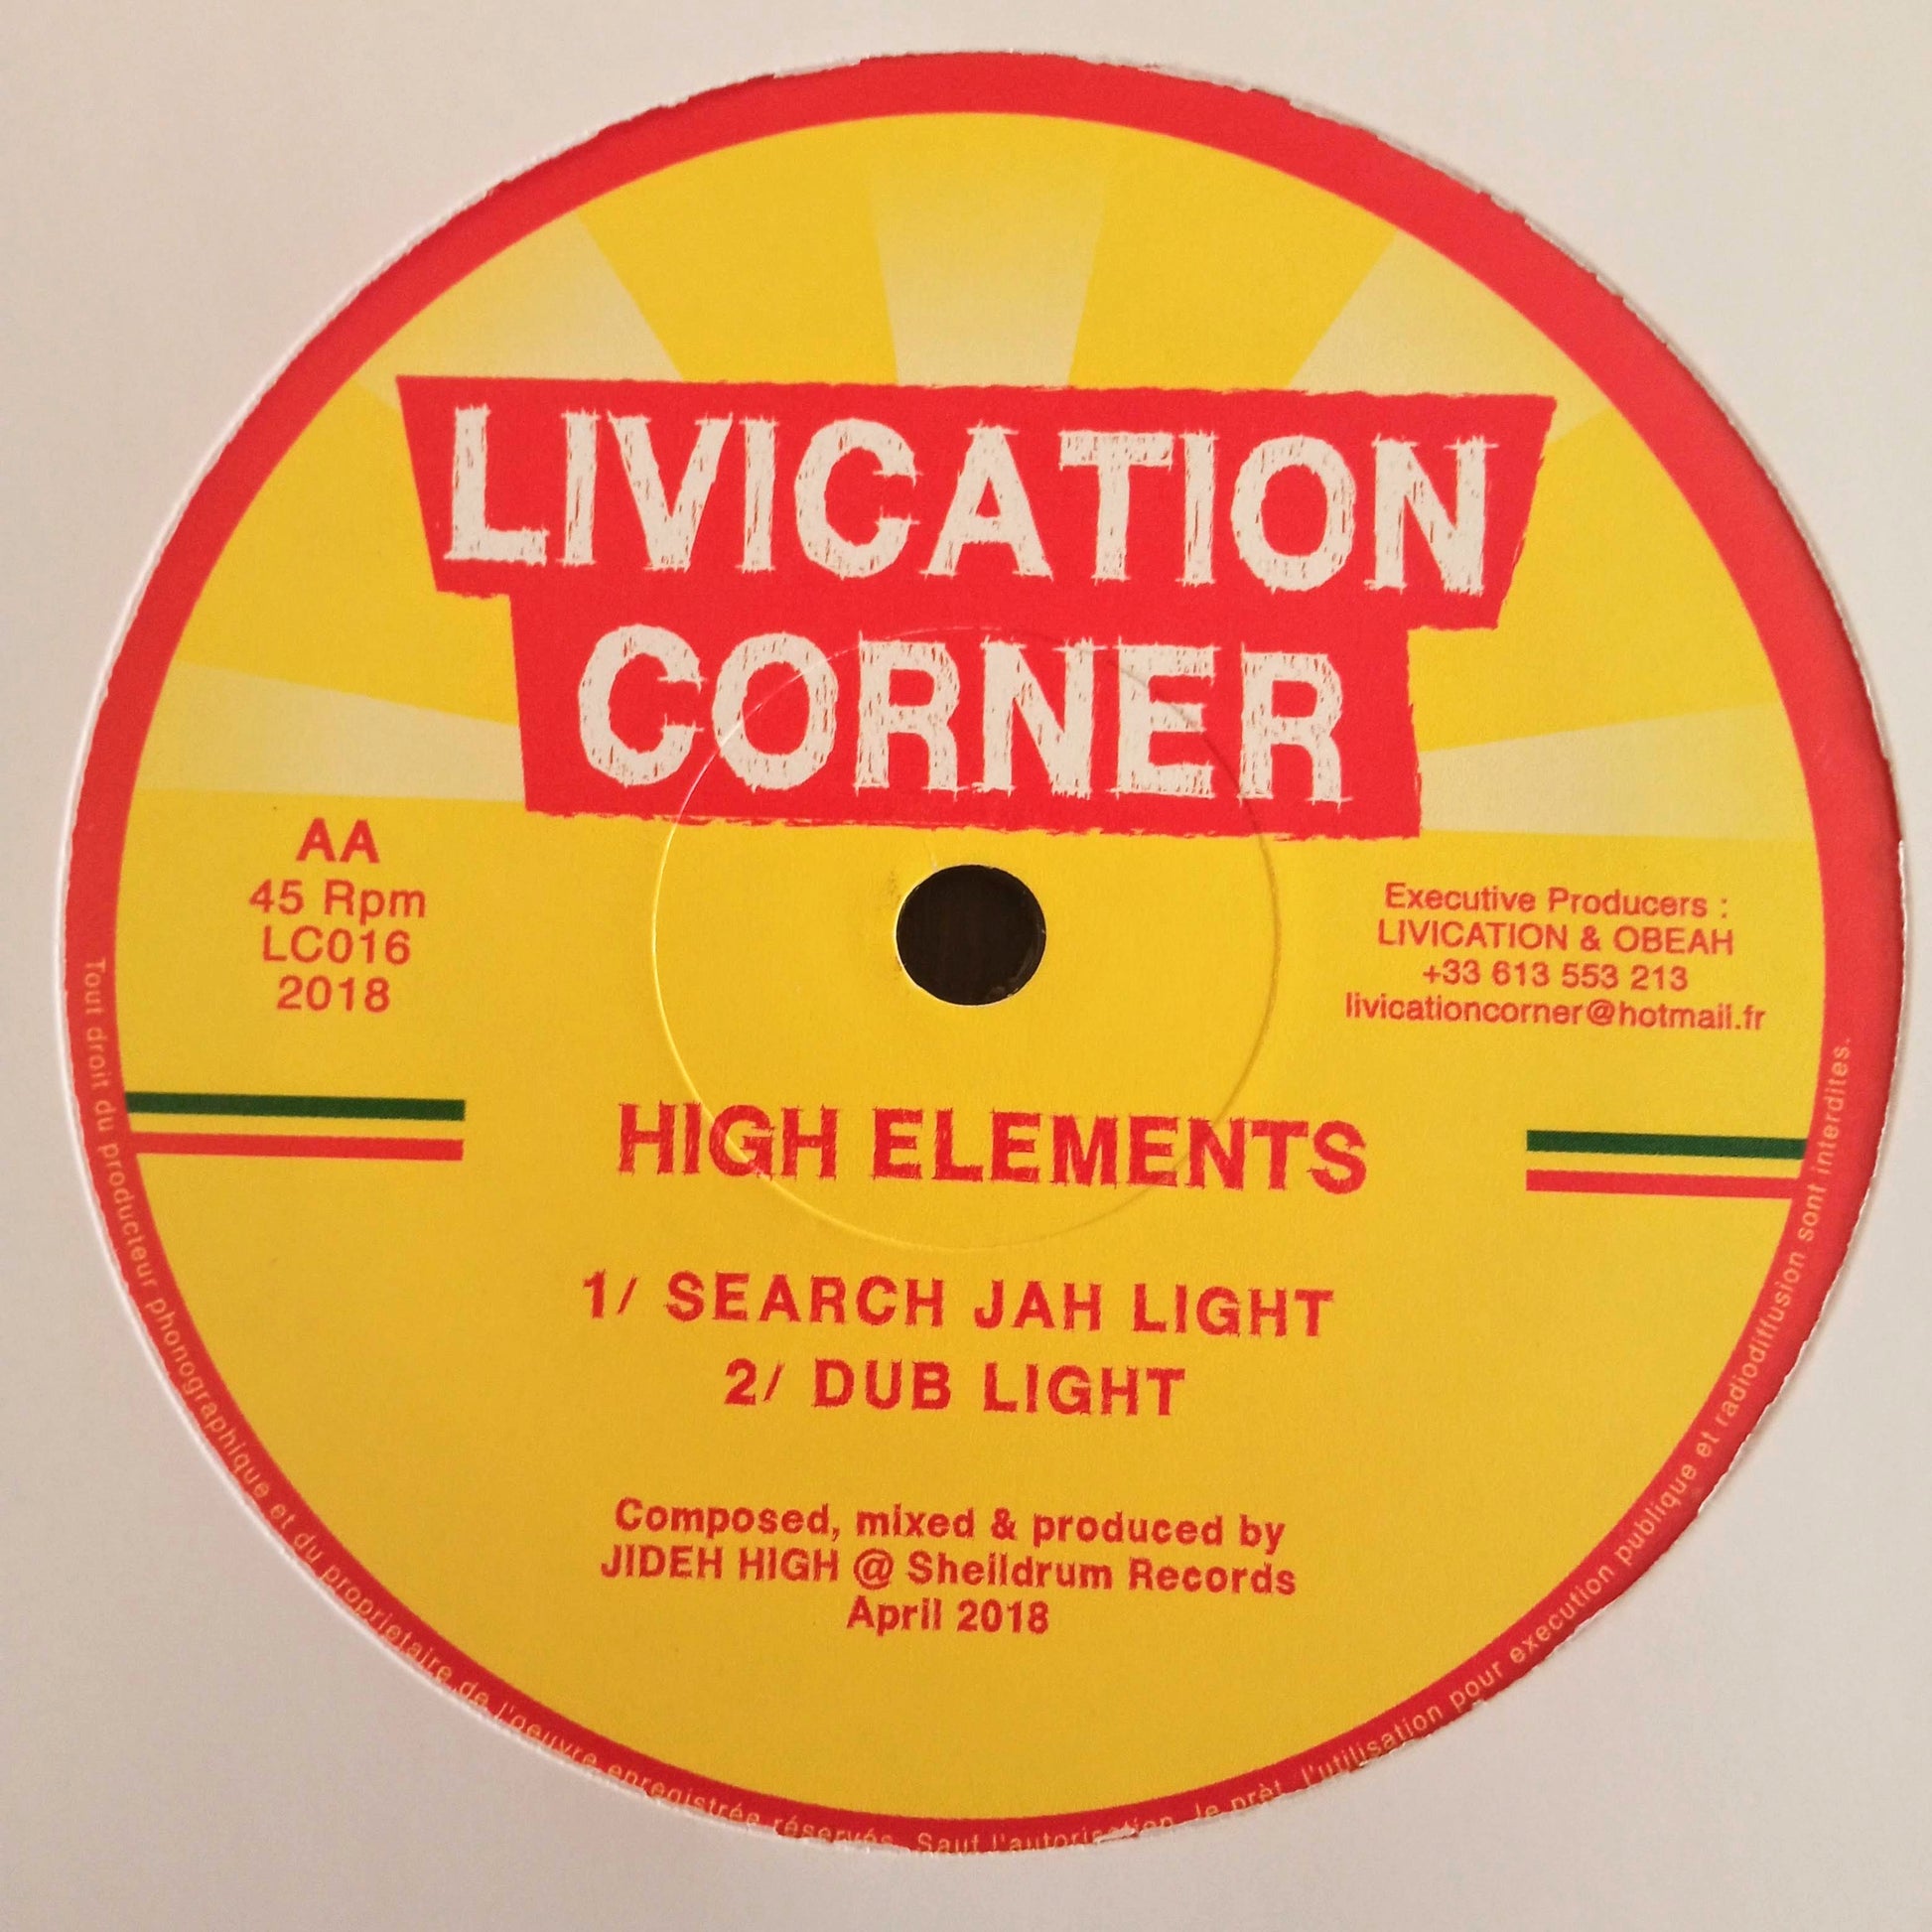 LIVICATION
CORNER
AA
45 Rpm
LC016
2018
Executive Producers :
LIVICATION & OBEAH
+33 613 553 213
livicationcorner@hotmail.fr
HIGH ELEMENTS
1/ SEARCH JAH LIGHT
2/ DUB LIGHT
Composed, mixed & produced by
JIDEH HIGH @ Sheildrum Records
April 2018
Tout droit du producteur phonographique et du proprietaire de l'oeuvre enregistrée réservés. Sauf l'autorisation, le prèt, l'utilisation pour execution publique et radiodiffusion sont interdites.